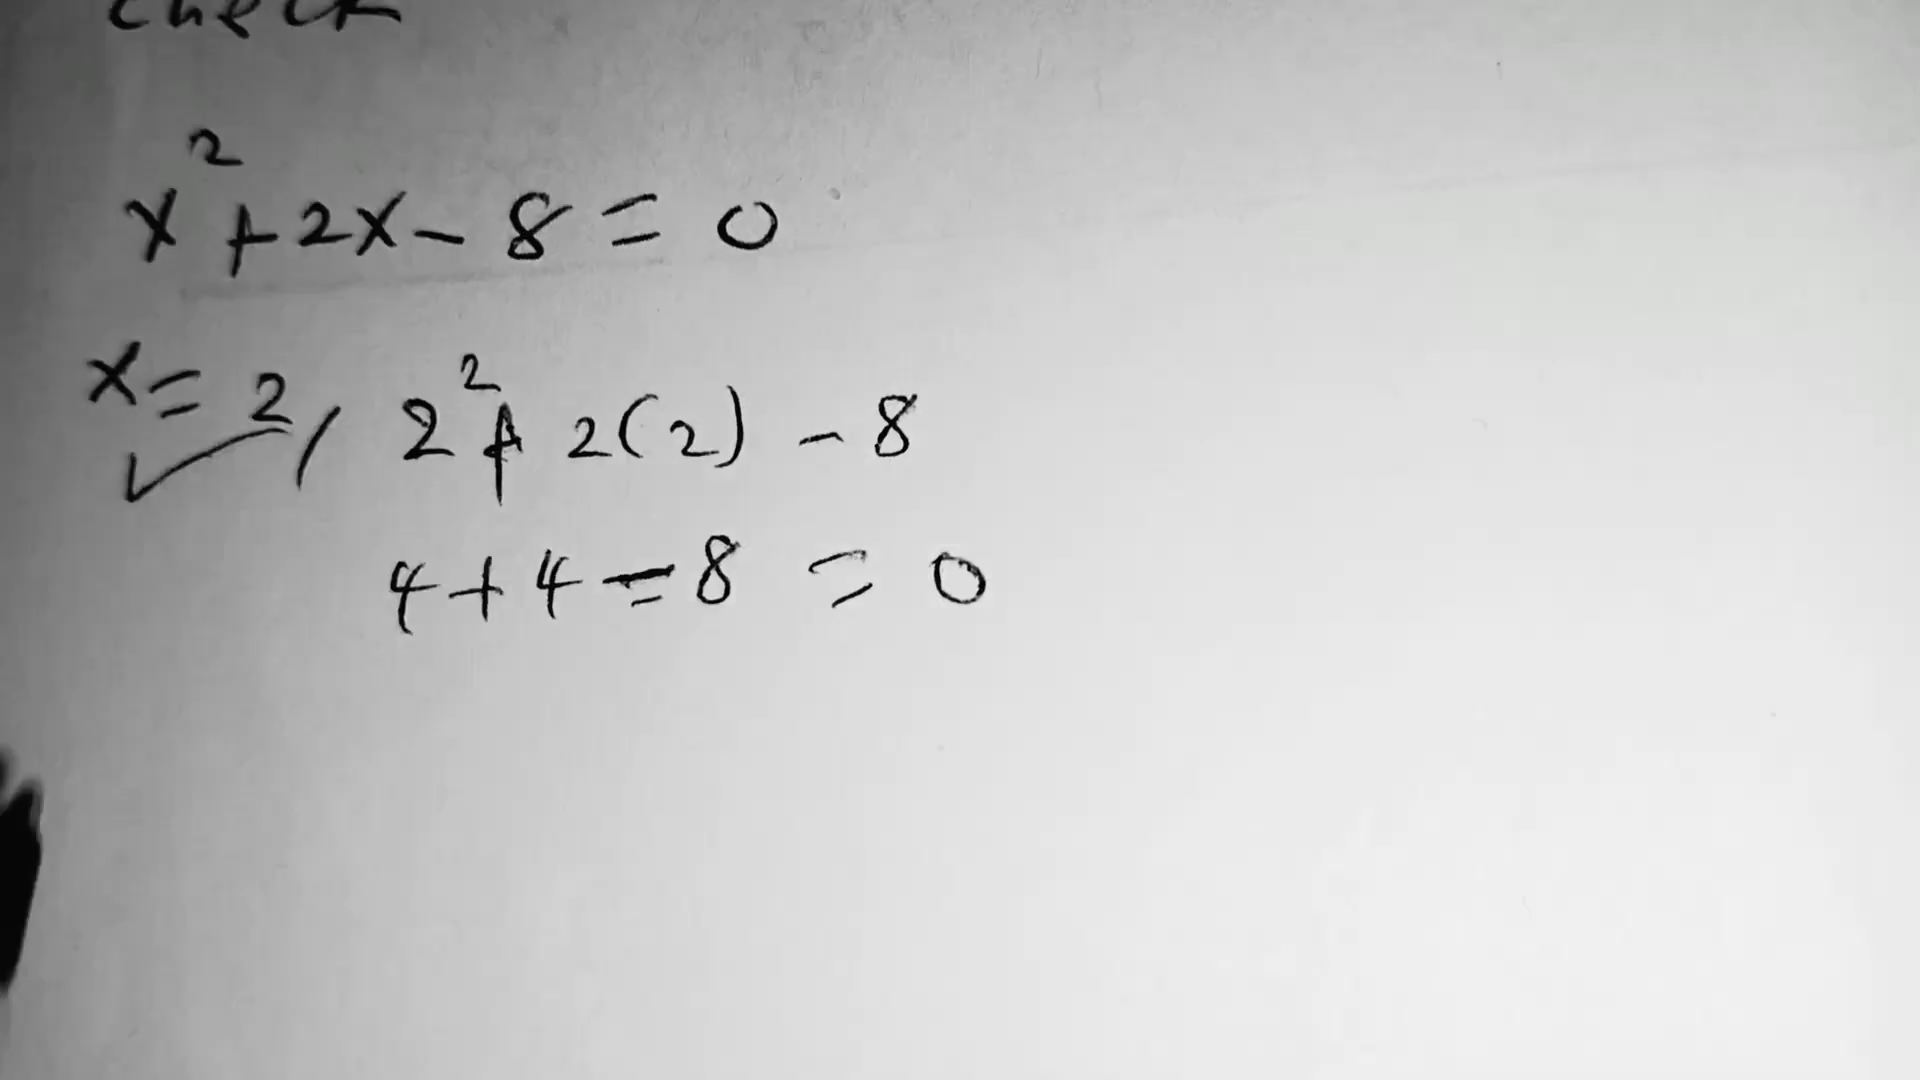 check
x² + 2x - 8 = 0
x = 2, 2² + 2(2) - 8
4 + 4 - 8 = 0